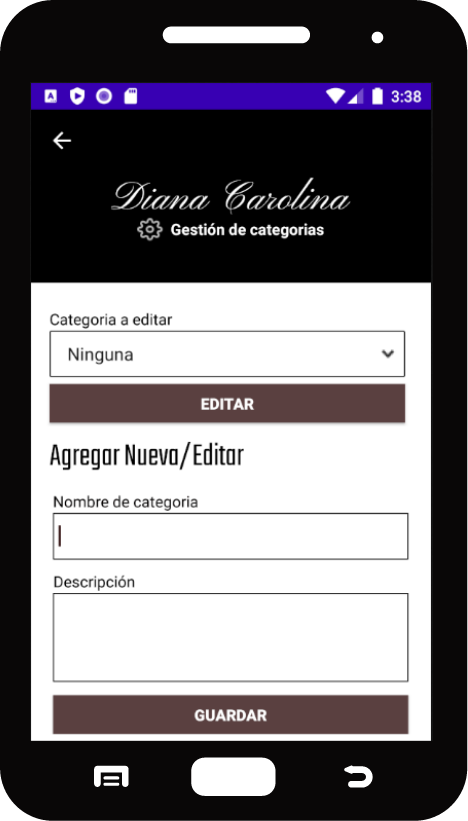 3:38
Diana Carolina
Gestión de categorias
Categoria a editar
Ninguna
EDITAR
Agregar Nueva/Editar
Nombre de categoria
Descripción
GUARDAR